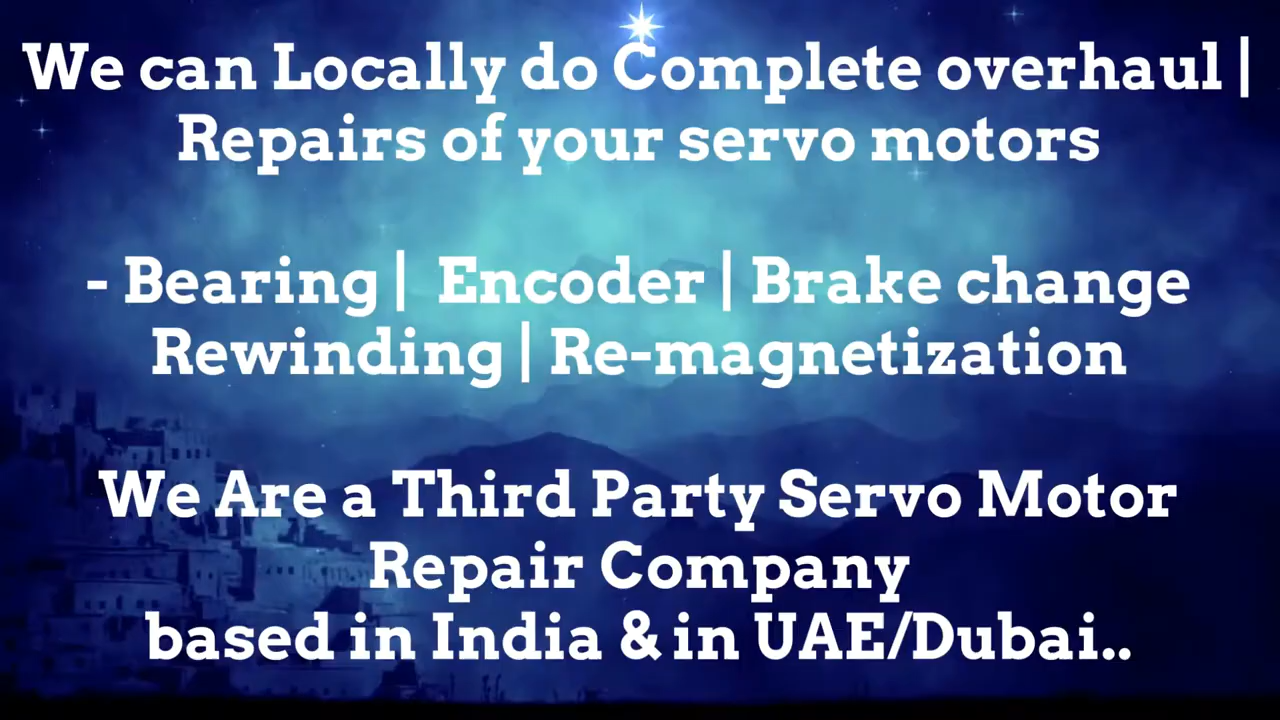 We can Locally do Complete overhaul |
Repairs of your servo motors
- Bearing | Encoder | Brake change
Rewinding | Re-magnetization
We Are a Third Party Servo Motor
Repair Company
based in India & in UAE/Dubai..